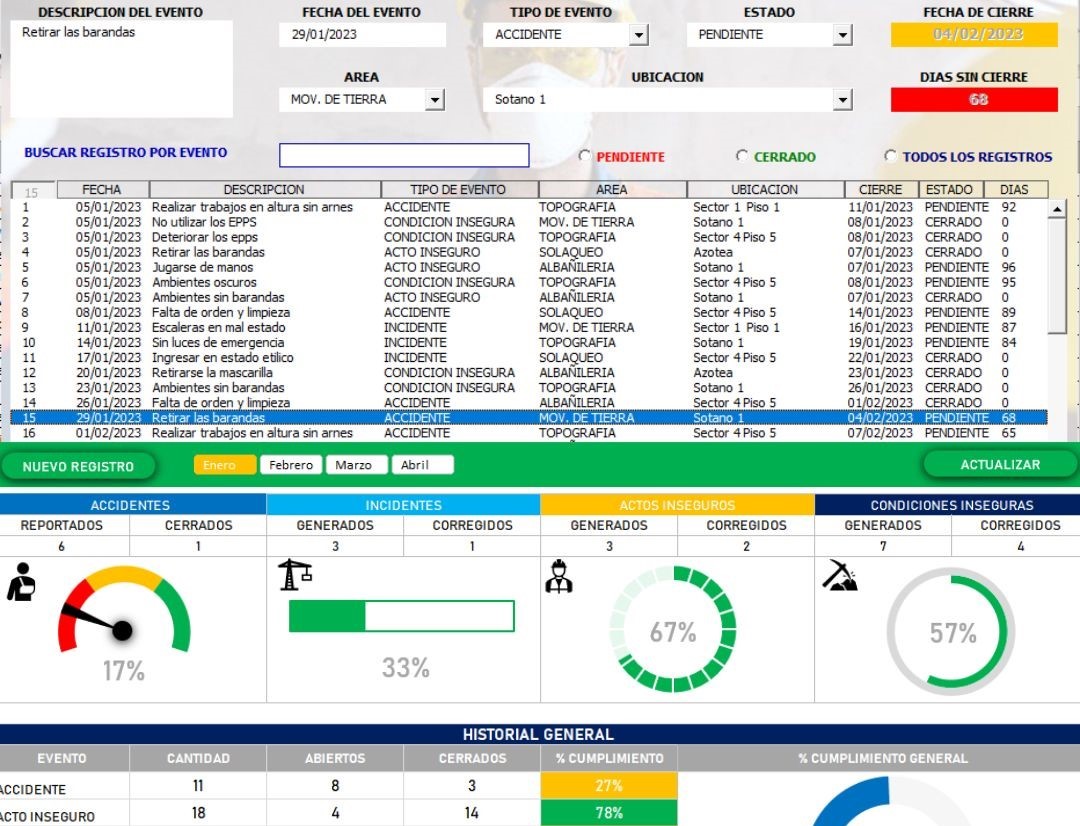 DESCRIPCION DEL EVENTO FECHA DEL EVENTO TIPO DE EVENTO ESTADO FECHA DE CIERRE
Retirar las barandas 29/01/2023 ACCIDENTE PENDIENTE 04/02/2023
AREA UBICACION DIAS SIN CIERRE
MOV. DE TIERRA Sotano 1 68
BUSCAR REGISTRO POR EVENTO PENDIENTE CERRADO TODOS LOS REGISTROS
15 FECHA DESCRIPCION TIPO DE EVENTO AREA UBICACION CIERRE ESTADO DIAS
1 05/01/2023 Realizar trabajos en altura sin arnes ACCIDENTE TOPOGRAFIA Sector 1 Piso 1 11/01/2023 PENDIENTE 92
2 05/01/2023 No utilizar los EPPS CONDICION INSEGURA MOV. DE TIERRA Sotano 1 08/01/2023 CERRADO 0
3 05/01/2023 Deteriorar los epps CONDICION INSEGURA TOPOGRAFIA Sector 4 Piso 5 08/01/2023 CERRADO 0
4 05/01/2023 Retirar las barandas ACTO INSEGURO SOLAQUEO Azotea 07/01/2023 CERRADO 0
5 05/01/2023 Jugarse de manos ACTO INSEGURO ALBAÑILERIA Sotano 1 07/01/2023 PENDIENTE 96
6 05/01/2023 Ambientes oscuros CONDICION INSEGURA TOPOGRAFIA Sector 4 Piso 5 08/01/2023 PENDIENTE 95
7 05/01/2023 Ambientes sin barandas ACTO INSEGURO ALBAÑILERIA Sotano 1 07/01/2023 CERRADO 0
8 08/01/2023 Falta de orden y limpieza ACCIDENTE SOLAQUEO Sector 4 Piso 5 14/01/2023 PENDIENTE 89
9 11/01/2023 Escaleras en mal estado INCIDENTE MOV. DE TIERRA Sector 1 Piso 1 16/01/2023 PENDIENTE 87
10 14/01/2023 Sin luces de emergencia INCIDENTE TOPOGRAFIA Sotano 1 19/01/2023 PENDIENTE 84
11 17/01/2023 Ingresar en estado etilico INCIDENTE SOLAQUEO Sector 4 Piso 5 22/01/2023 CERRADO 0
12 20/01/2023 Retirarse la mascarilla CONDICION INSEGURA ALBAÑILERIA Azotea 23/01/2023 CERRADO 0
13 23/01/2023 Ambientes sin barandas CONDICION INSEGURA TOPOGRAFIA Sotano 1 26/01/2023 CERRADO 0
14 26/01/2023 Falta de orden y limpieza ACCIDENTE ALBAÑILERIA Sector 4 Piso 5 01/02/2023 CERRADO 0
15 29/01/2023 Retirar las barandas ACCIDENTE MOV. DE TIERRA Sotano 1 04/02/2023 PENDIENTE 68
16 01/02/2023 Realizar trabajos en altura sin arnes ACCIDENTE TOPOGRAFIA Sector 4 Piso 5 07/02/2023 PENDIENTE 65
NUEVO REGISTRO Enero Febrero Marzo Abril ACTUALIZAR
ACCIDENTES INCIDENTES ACTOS INSEGUROS CONDICIONES INSEGURAS
REPORTADOS CERRADOS GENERADOS CORREGIDOS GENERADOS CORREGIDOS GENERADOS CORREGIDOS
6 1 3 1 3 2 7 4
17% 33% 67% 57%
HISTORIAL GENERAL
EVENTO CANTIDAD ABIERTOS CERRADOS % CUMPLIMIENTO % CUMPLIMIENTO GENERAL
ACCIDENTE 11 8 3 27%
ACTO INSEGURO 18 4 14 78%